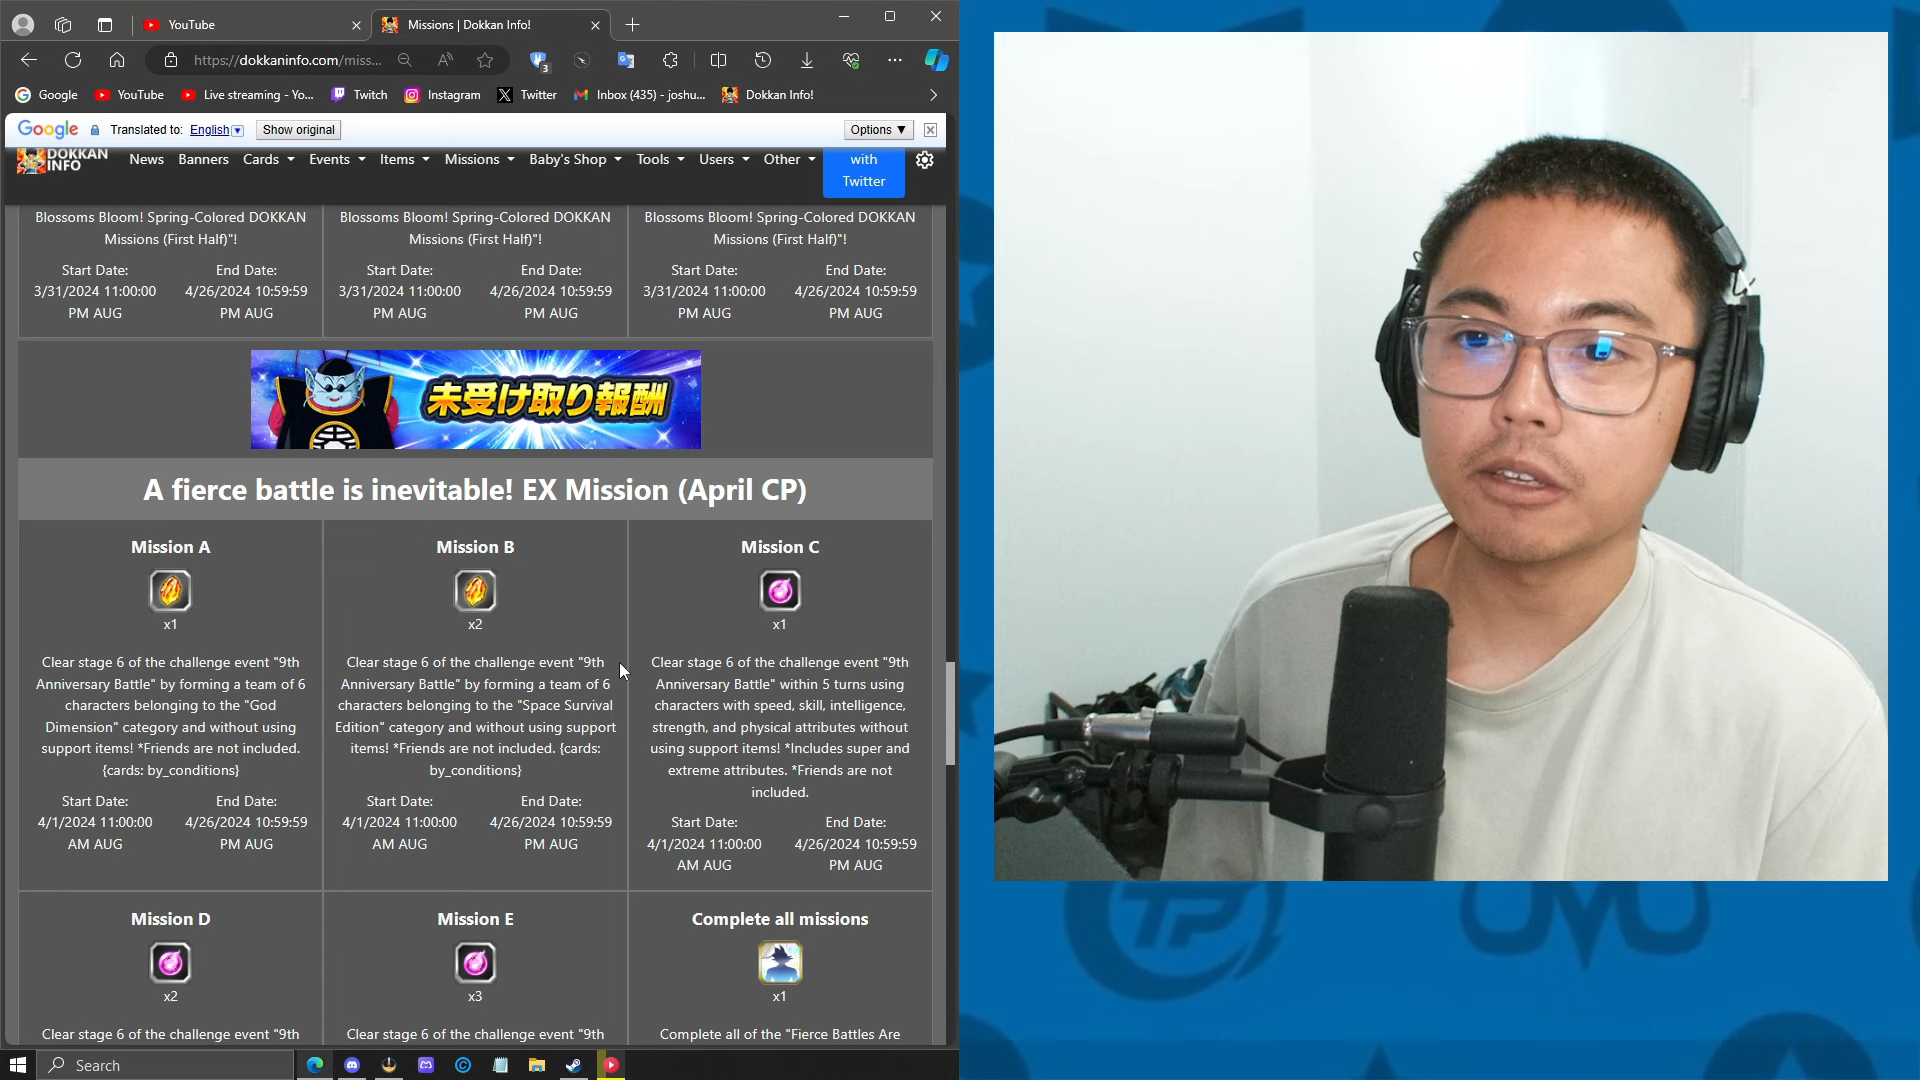 YouTube
Missions | Dokkan Info!
https://dokkaninfo.com/miss...
3
Google
YouTube
Live streaming - Yo...
Twitch
Instagram
Twitter
Inbox (435) - joshu...
Dokkan Info!
Google Translated to: English Show original Options ▼
DOKKAN INFO
News Banners Cards Events Items Missions Baby's Shop Tools Users Other
with Twitter
Blossoms Bloom! Spring-Colored DOKKAN
Missions (First Half)"!
Start Date:
3/31/2024 11:00:00
PM AUG
End Date:
4/26/2024 10:59:59
PM AUG
Blossoms Bloom! Spring-Colored DOKKAN
Missions (First Half)"!
Start Date:
3/31/2024 11:00:00
PM AUG
End Date:
4/26/2024 10:59:59
PM AUG
Blossoms Bloom! Spring-Colored DOKKAN
Missions (First Half)"!
Start Date:
3/31/2024 11:00:00
PM AUG
End Date:
4/26/2024 10:59:59
PM AUG
未受け取り報酬
A fierce battle is inevitable! EX Mission (April CP)
Mission A
x1
Clear stage 6 of the challenge event "9th
Anniversary Battle" by forming a team of 6
characters belonging to the "God
Dimension" category and without using
support items! *Friends are not included.
{cards: by_conditions}
Start Date:
4/1/2024 11:00:00
AM AUG
End Date:
4/26/2024 10:59:59
PM AUG
Mission B
x2
Clear stage 6 of the challenge event "9th
Anniversary Battle" by forming a team of 6
characters belonging to the "Space Survival
Edition" category and without using support
items! *Friends are not included. {cards:
by_conditions}
Start Date:
4/1/2024 11:00:00
AM AUG
End Date:
4/26/2024 10:59:59
PM AUG
Mission C
x1
Clear stage 6 of the challenge event "9th
Anniversary Battle" within 5 turns using
characters with speed, skill, intelligence,
strength, and physical attributes without
using support items! *Includes super and
extreme attributes. *Friends are not
included.
Start Date:
4/1/2024 11:00:00
AM AUG
End Date:
4/26/2024 10:59:59
PM AUG
Mission D
x2
Clear stage 6 of the challenge event "9th
Mission E
x3
Clear stage 6 of the challenge event "9th
Complete all missions
x1
Complete all of the "Fierce Battles Are
Search
TP